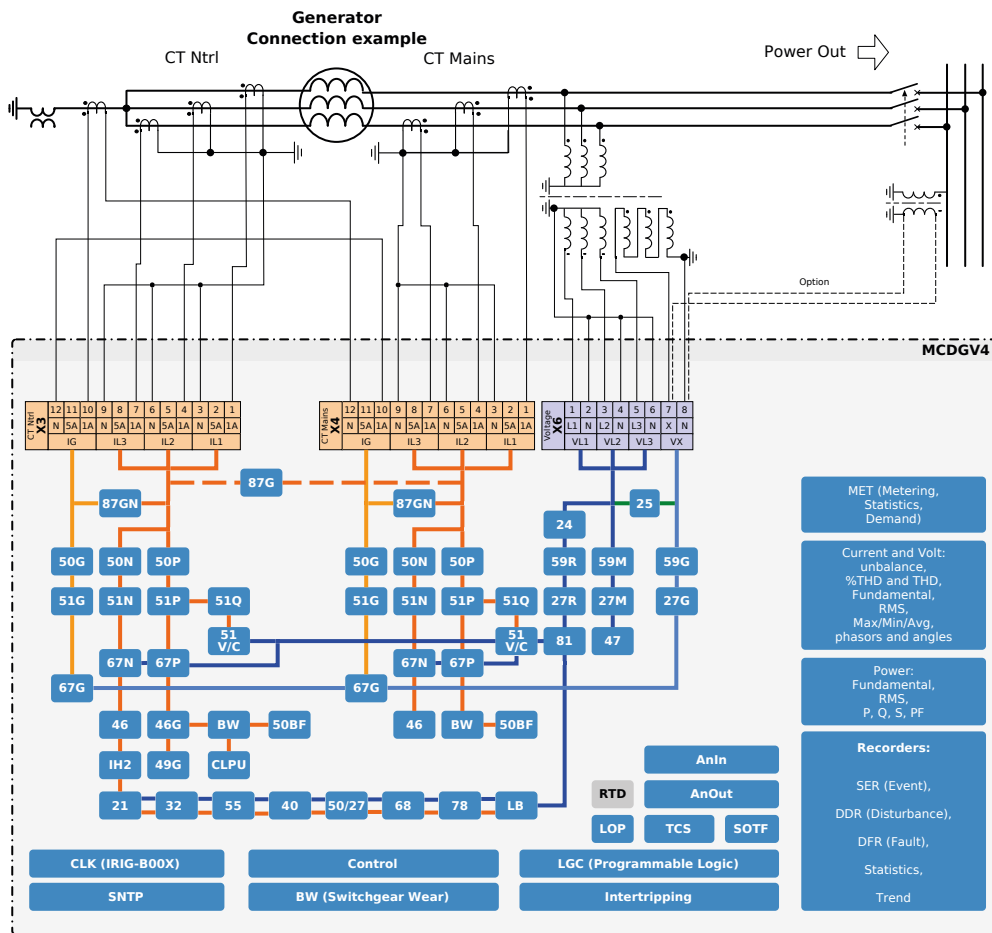 Generator
Connection example
CT Ntrl
CT Mains
Power Out
Option
MCDGV4
CT Ntrl
X3
12 11 10 9 8 7 6 5 4 3 2 1
N 5A 1A N 5A 1A N 5A 1A N 5A 1A
IG IL3 IL2 IL1
CT Mains
X4
12 11 10 9 8 7 6 5 4 3 2 1
N 5A 1A N 5A 1A N 5A 1A N 5A 1A
IG IL3 IL2 IL1
Voltage
X6
1 2 3 4 5 6 7 8
L1 N L2 N L3 N X N
VL1 VL2 VL3 VX
87G
87GN 87GN 25
24
50G 50N 50P 50G 50N 50P 59R 59M 59G
51G 51N 51P 51Q 51G 51N 51P 51Q 27R 27M 27G
51
V/C
51
V/C
81 47
67N 67P 67N 67P
67G 67G
46 46G BW 50BF 46 BW 50BF
IH2 49G CLPU
21 32 55 40 50/27 68 78 LB
AnIn
RTD AnOut
LOP TCS SOTF
CLK (IRIG-B00X) Control LGC (Programmable Logic)
SNTP BW (Switchgear Wear) Intertripping
MET (Metering,
Statistics,
Demand)
Current and Volt:
unbalance,
%THD and THD,
Fundamental,
RMS,
Max/Min/Avg,
phasors and angles
Power:
Fundamental,
RMS,
P, Q, S, PF
Recorders:
SER (Event),
DDR (Disturbance),
DFR (Fault),
Statistics,
Trend